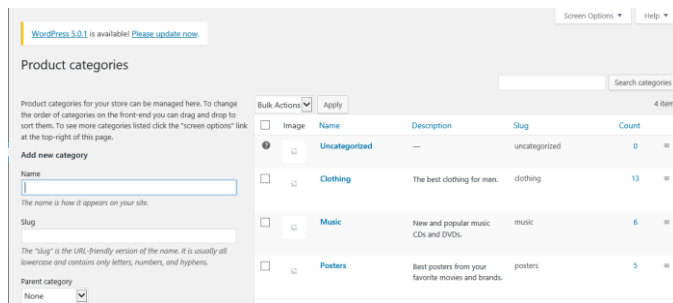 Screen Options ▼ Help ▼
WordPress 5.0.1 is available! Please update now.
Product categories
Search categories
Product categories for your store can be managed here. To change
the order of categories on the front-end you can drag and drop to
sort them. To see more categories listed click the "screen options" link
at the top-right of this page.
Add new category
Name
The name is how it appears on your site.
Slug
The "slug" is the URL-friendly version of the name. It is usually all
lowercase and contains only letters, numbers, and hyphens.
Parent category
None
Bulk Actions Apply 4 item
Image Name Description Slug Count
Uncategorized — uncategorized 0
Clothing The best clothing for men. clothing 13
Music New and popular music music 6
CDs and DVDs.
Posters Best posters from your posters 5
favorite movies and brands.